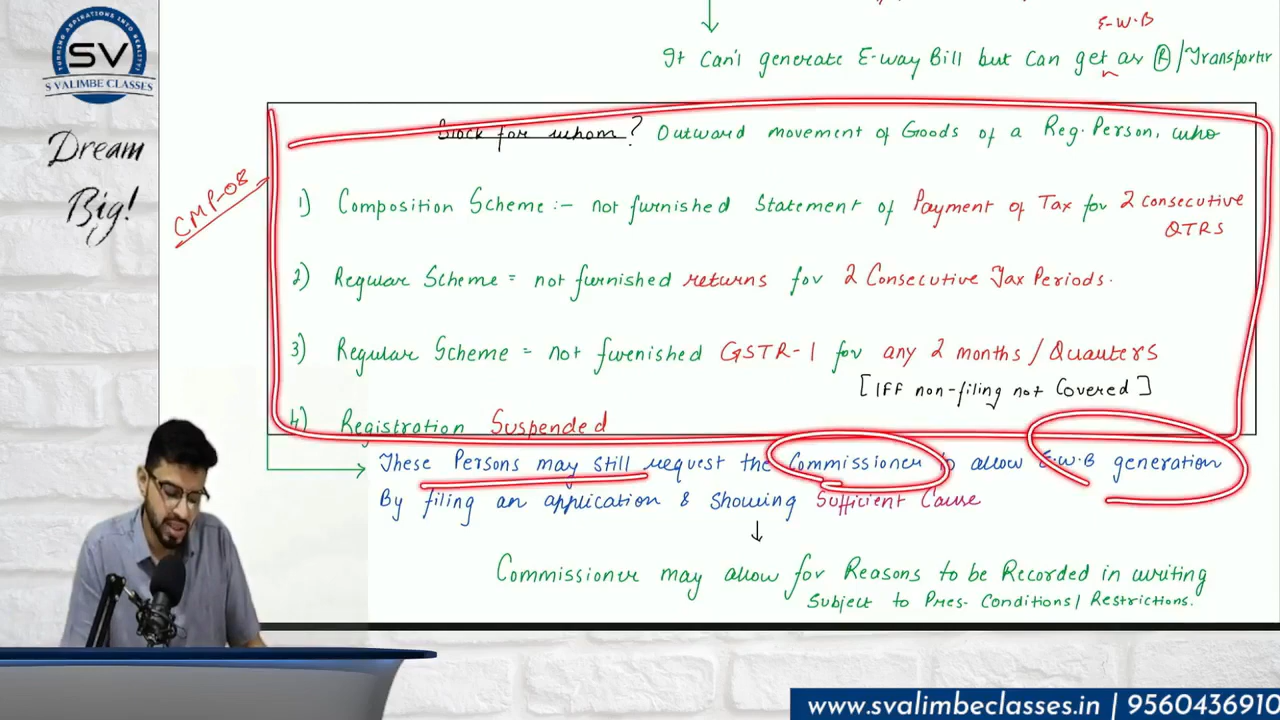 TURNING ASPIRATIONS INTO REALITY
SV
S VALIMBE CLASSES
Dream
Big!
E-W-B
It Can't generate E-way Bill but Can get as Ⓡ/Transporter
Block for whom? Outward movement of Goods of a Reg. Person, who
CMP-08
1) Composition Scheme :- not furnished Statement of Payment of Tax for 2 consecutive
QTRS
2) Regular Scheme = not furnished returns for 2 Consecutive Tax Periods.
3) Regular Scheme = not furnished GSTR-1 for any 2 months/Quarters
[IFF non-filing not Covered]
4) Registration Suspended
These Persons may still request the Commissioner to allow E.W.B generation
By filing an application & showing Sufficient Cause
Commissioner may allow for Reasons to be Recorded in writing
Subject to Pres- Conditions/Restrictions.
www.svalimbeclasses.in | 9560436910